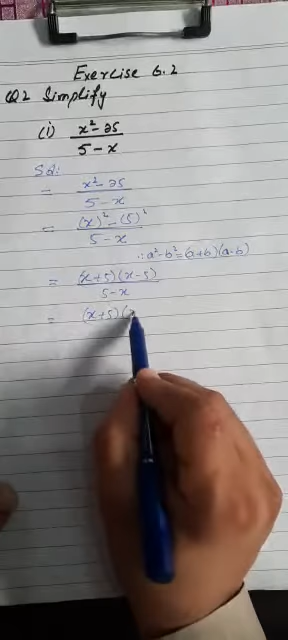 Exercise 6.2
Q2 Simplify
(i) x²-25
5-x
Sol:
= x²-25
5-x
= (x)²-(5)²
5-x
∴ a²-b²=(a+b)(a-b)
= (x+5)(x-5)
5-x
= (x+5)(x